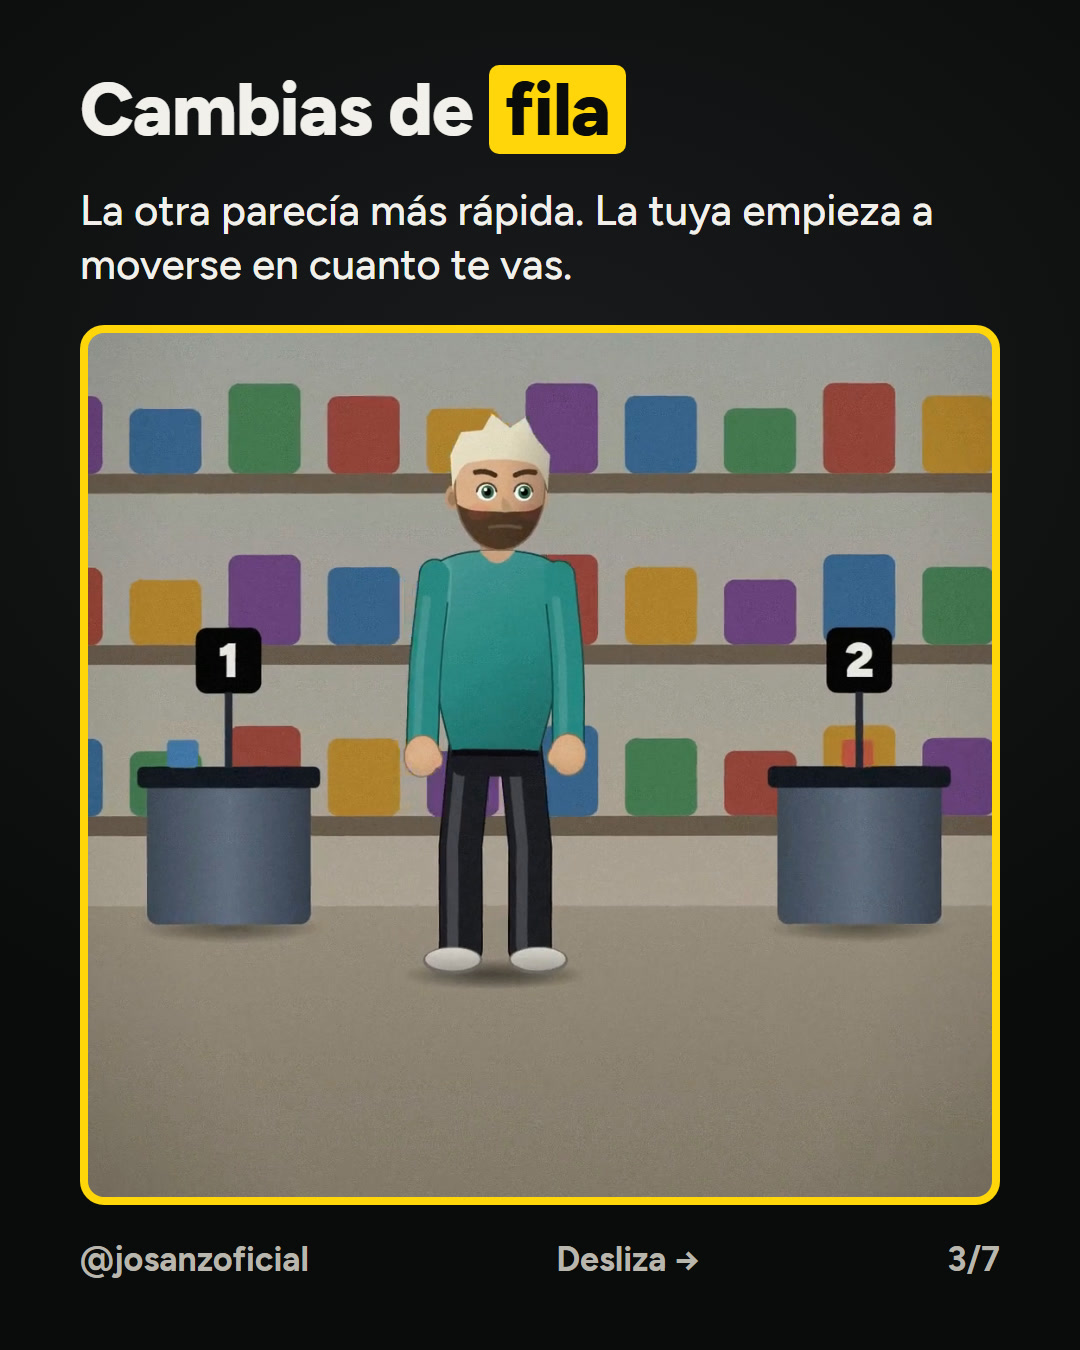 Cambias de fila
La otra parecía más rápida. La tuya empieza a
moverse en cuanto te vas.
1
2
@josanzoficial
Desliza →
3/7